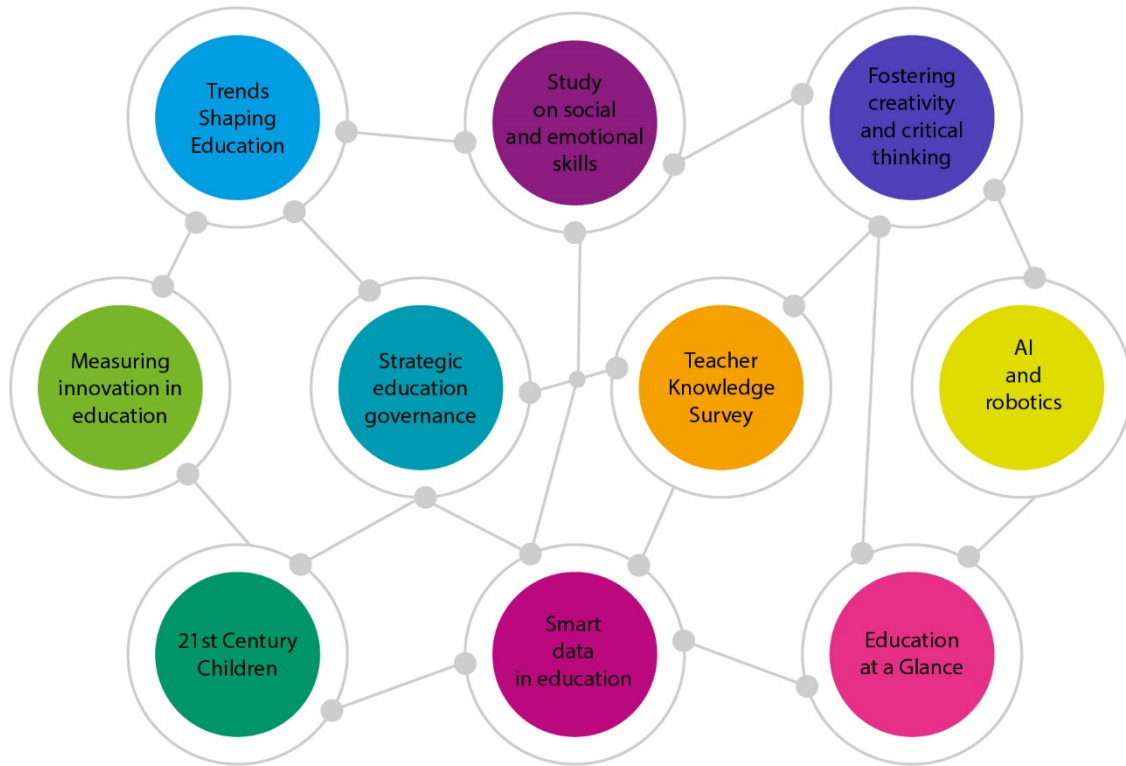 Trends
Shaping
Education
Study
on social
and emotional
skills
Fostering
creativity
and critical
thinking
Measuring
innovation in
education
Strategic
education
governance
Teacher
Knowledge
Survey
AI
and
robotics
21st Century
Children
Smart
data
in education
Education
at a Glance